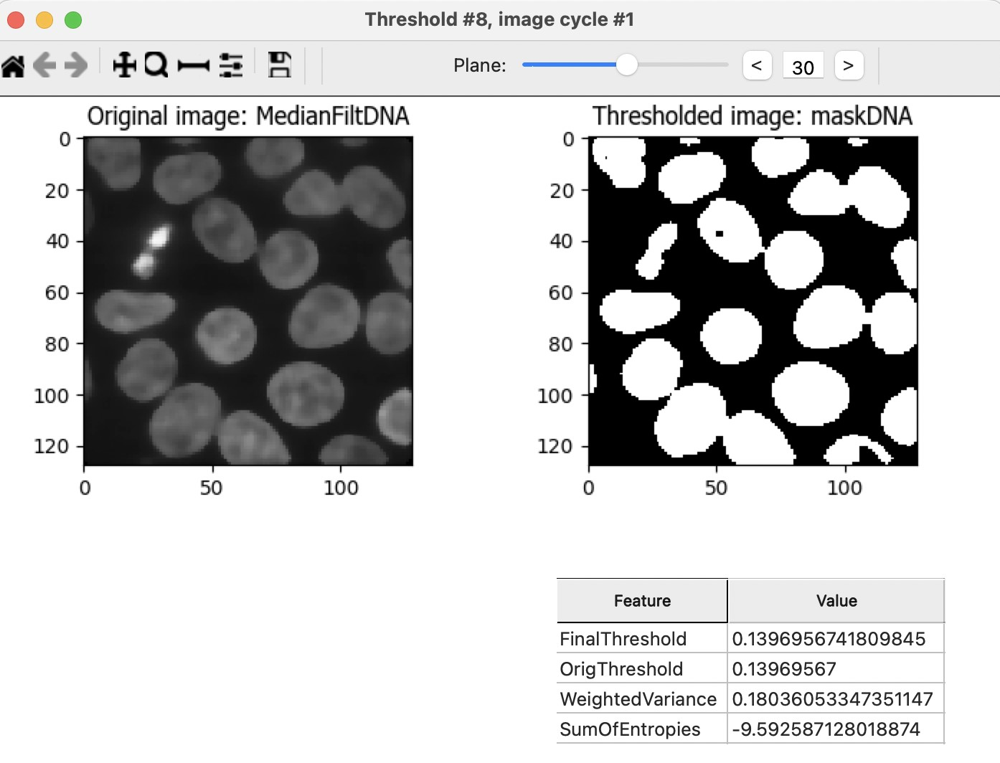 Threshold #8, image cycle #1
Plane: < 30 >
Original image: MedianFiltDNA
0
20
40
60
80
100
120
0 50 100
Thresholded image: maskDNA
0
20
40
60
80
100
120
0 50 100
Feature Value
FinalThreshold 0.1396956741809845
OrigThreshold 0.13969567
WeightedVariance 0.18036053347351147
SumOfEntropies -9.592587128018874